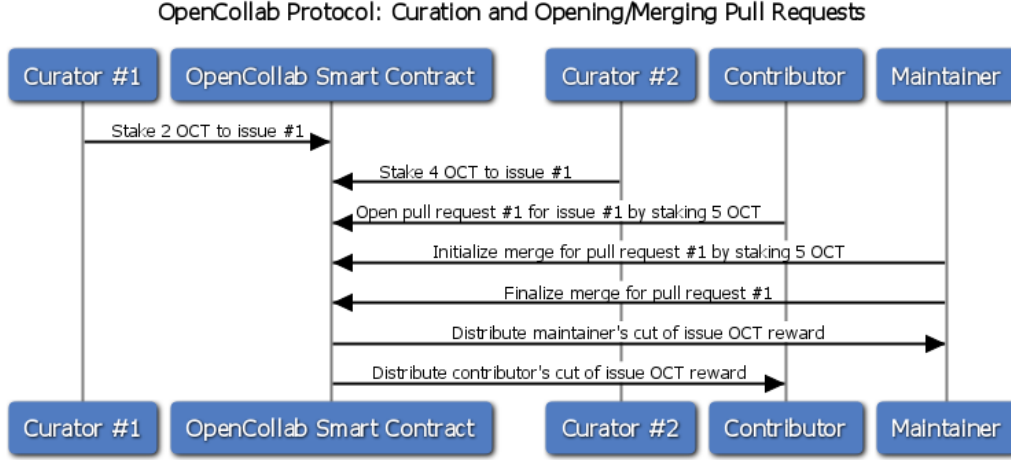 OpenCollab Protocol: Curation and Opening/Merging Pull Requests
Curator #1 OpenCollab Smart Contract Curator #2 Contributor Maintainer
Stake 2 OCT to issue #1
Stake 4 OCT to issue #1
Open pull request #1 for issue #1 by staking 5 OCT
Initialize merge for pull request #1 by staking 5 OCT
Finalize merge for pull request #1
Distribute maintainer's cut of issue OCT reward
Distribute contributor's cut of issue OCT reward
Curator #1 OpenCollab Smart Contract Curator #2 Contributor Maintainer